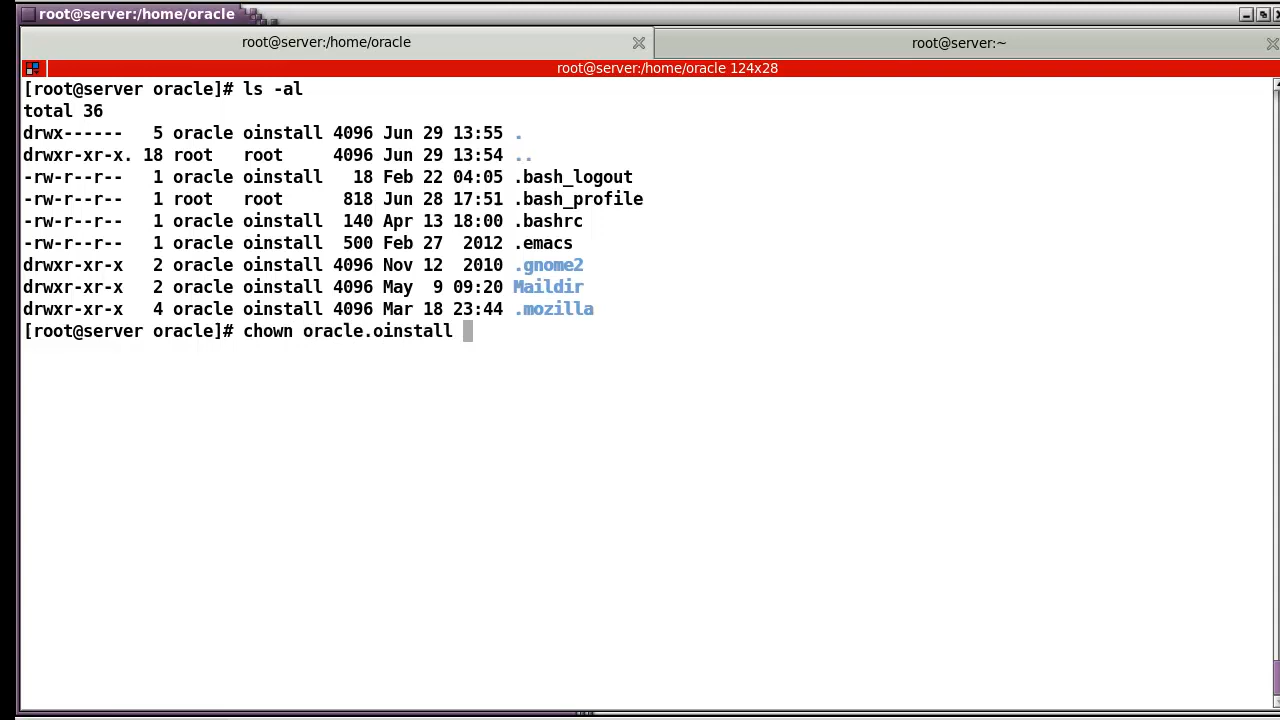 root@server:/home/oracle
root@server:/home/oracle root@server:~
root@server:/home/oracle 124x28
[root@server oracle]# ls -al
total 36
drwx------   5 oracle oinstall 4096 Jun 29 13:55 .
drwxr-xr-x. 18 root   root     4096 Jun 29 13:54 ..
-rw-r--r--   1 oracle oinstall   18 Feb 22 04:05 .bash_logout
-rw-r--r--   1 root   root      818 Jun 28 17:51 .bash_profile
-rw-r--r--   1 oracle oinstall  140 Apr 13 18:00 .bashrc
-rw-r--r--   1 oracle oinstall  500 Feb 27  2012 .emacs
drwxr-xr-x   2 oracle oinstall 4096 Nov 12  2010 .gnome2
drwxr-xr-x   2 oracle oinstall 4096 May  9 09:20 Maildir
drwxr-xr-x   4 oracle oinstall 4096 Mar 18 23:44 .mozilla
[root@server oracle]# chown oracle.oinstall